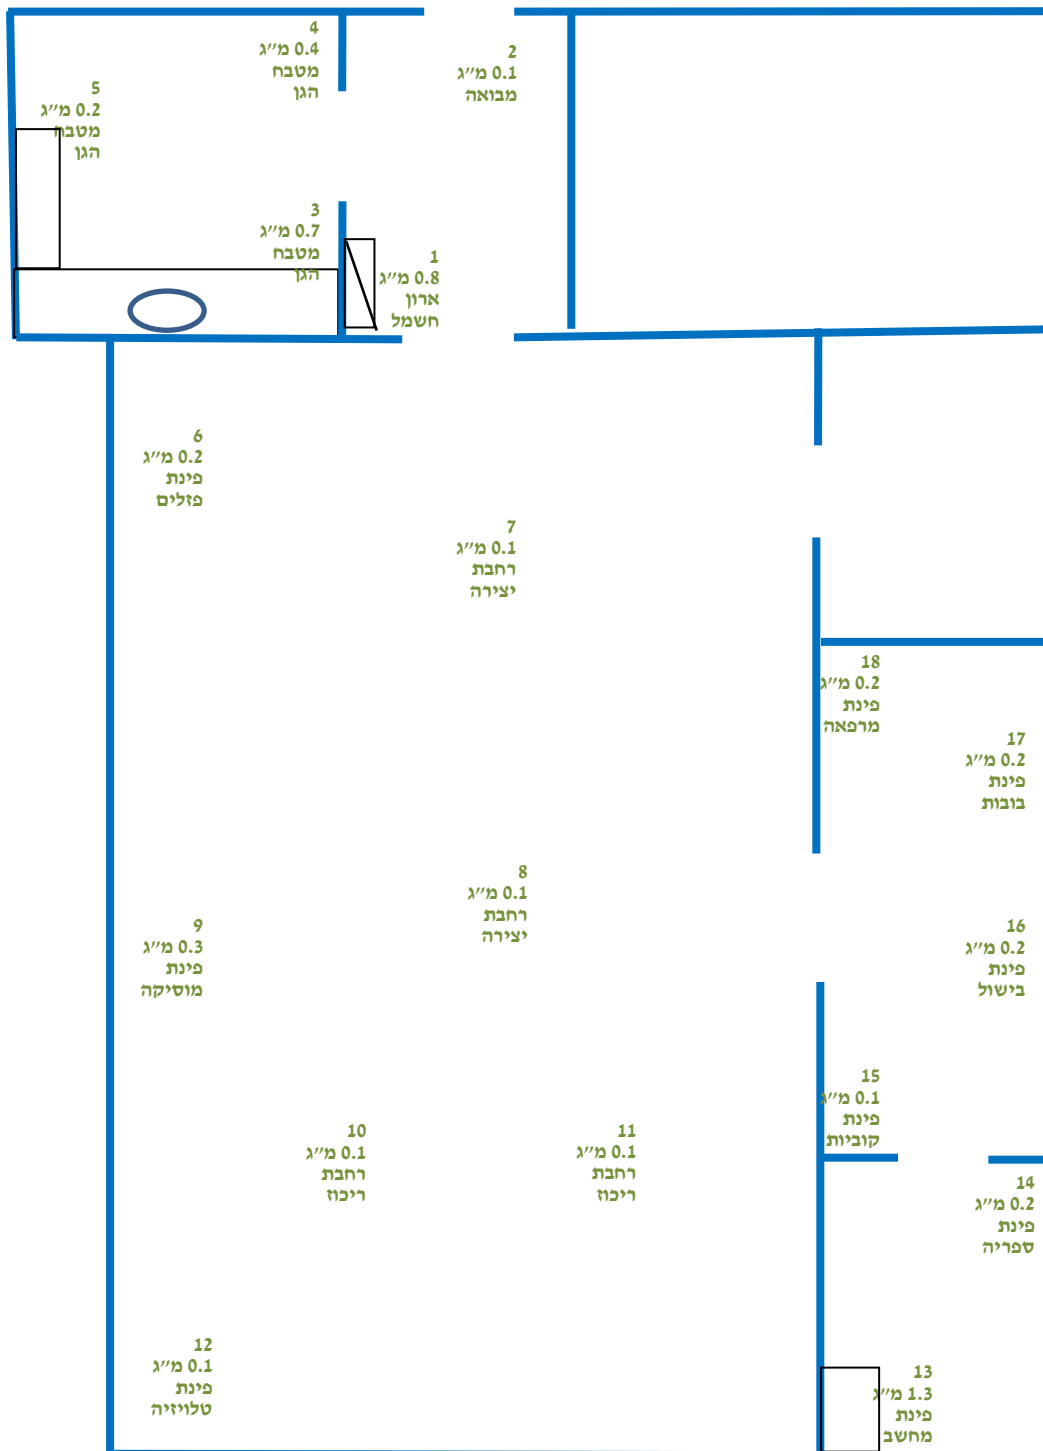 4
0.4 מ״ג
מטבח
הגן
2
0.1 מ״ג
מבואה
5
0.2 מ״ג
מטבח
הגן
3
0.7 מ״ג
מטבח
הגן
1
0.8 מ״ג
ארון
חשמל
6
0.2 מ״ג
פינת
פזלים
7
0.1 מ״ג
רחבת
יצירה
18
0.2 מ״ג
פינת
מרפאה
17
0.2 מ״ג
פינת
בובות
8
0.1 מ״ג
רחבת
יצירה
9
0.3 מ״ג
פינת
מוסיקה
16
0.2 מ״ג
פינת
בישול
15
0.1 מ״ג
פינת
קוביות
10
0.1 מ״ג
רחבת
ריכוז
11
0.1 מ״ג
רחבת
ריכוז
14
0.2 מ״ג
פינת
ספריה
12
0.1 מ״ג
פינת
טלויזיה
13
1.3 מ״ג
פינת
מחשב